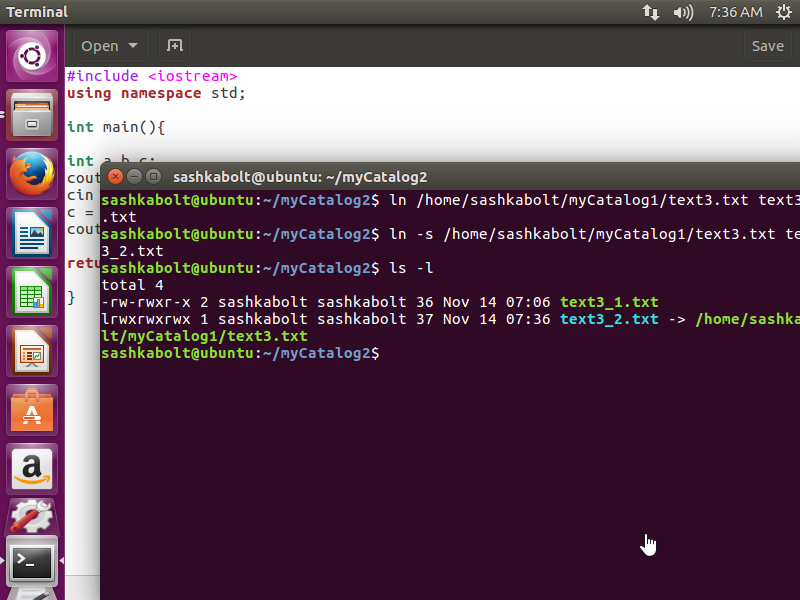 Terminal
7:36 AM
Open
Save
#include <iostream>
using namespace std;
int main(){
int a,b,c;
cout
cin
c =
cout
retu
}
sashkabolt@ubuntu: ~/myCatalog2
sashkabolt@ubuntu:~/myCatalog2$ ln /home/sashkabolt/myCatalog1/text3.txt text3
.txt
sashkabolt@ubuntu:~/myCatalog2$ ln -s /home/sashkabolt/myCatalog1/text3.txt te
3_2.txt
sashkabolt@ubuntu:~/myCatalog2$ ls -l
total 4
-rw-rwxr-x 2 sashkabolt sashkabolt 36 Nov 14 07:06 text3_1.txt
lrwxrwxrwx 1 sashkabolt sashkabolt 37 Nov 14 07:36 text3_2.txt -> /home/sashka
lt/myCatalog1/text3.txt
sashkabolt@ubuntu:~/myCatalog2$